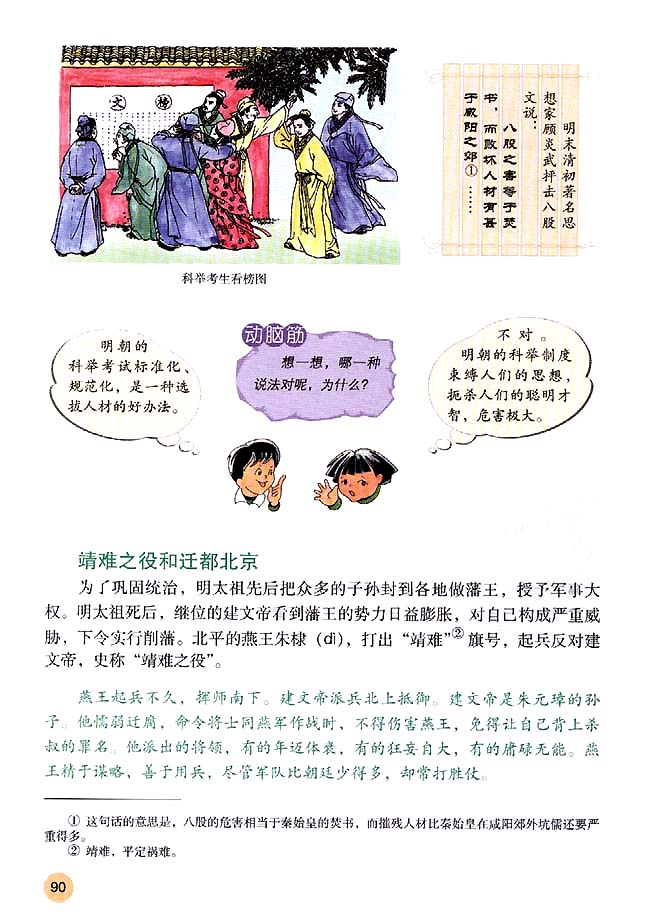 文 榜
科举考生看榜图
明末清初著名思
想家顾炎武抨击八股
文说：
八股之害等于焚
书，而败坏人材有甚
于咸阳之郊①……
动脑筋
想一想，哪一种
说法对呢，为什么？
明朝的
科举考试标准化、
规范化，是一种选
拔人材的好办法。
不对。
明朝的科举制度
束缚人们的思想，
扼杀人们的聪明才
智，危害极大。
靖难之役和迁都北京
为了巩固统治，明太祖先后把众多的子孙封到各地做藩王，授予军事大
权。明太祖死后，继位的建文帝看到藩王的势力日益膨胀，对自己构成严重威
胁，下令实行削藩。北平的燕王朱棣（dì），打出“靖难”②旗号，起兵反对建
文帝，史称“靖难之役”。
燕王起兵不久，挥师南下。建文帝派兵北上抵御。建文帝是朱元璋的孙
子。他懦弱迂腐，命令将士同燕军作战时，不得伤害燕王，免得让自己背上杀
叔的罪名。他派出的将领，有的年迈体衰，有的狂妄自大，有的庸碌无能。燕
王精于谋略，善于用兵，尽管军队比朝廷少得多，却常打胜仗。
① 这句话的意思是，八股的危害相当于秦始皇的焚书，而摧残人材比秦始皇在咸阳郊外坑儒还要严
重得多。
② 靖难，平定祸难。
90